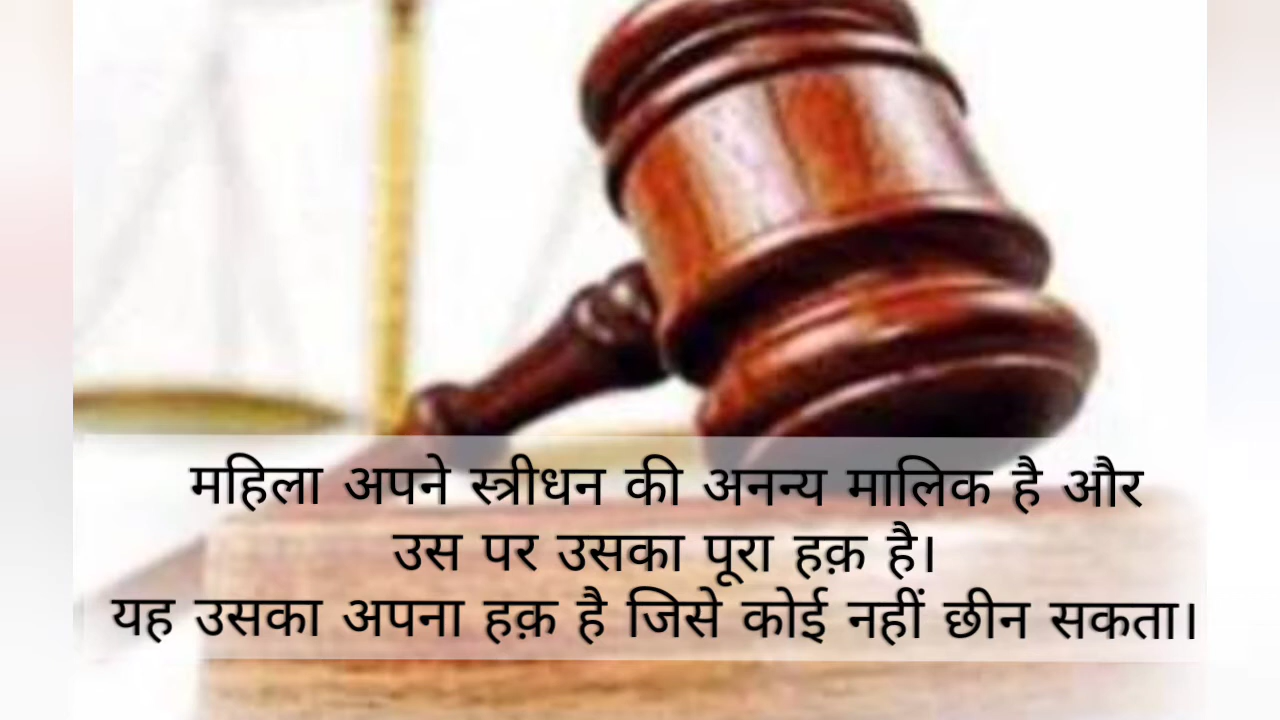 महिला अपने स्त्रीधन की अनन्य मालिक है और
उस पर उसका पूरा हक़ है।
यह उसका अपना हक़ है जिसे कोई नहीं छीन सकता।